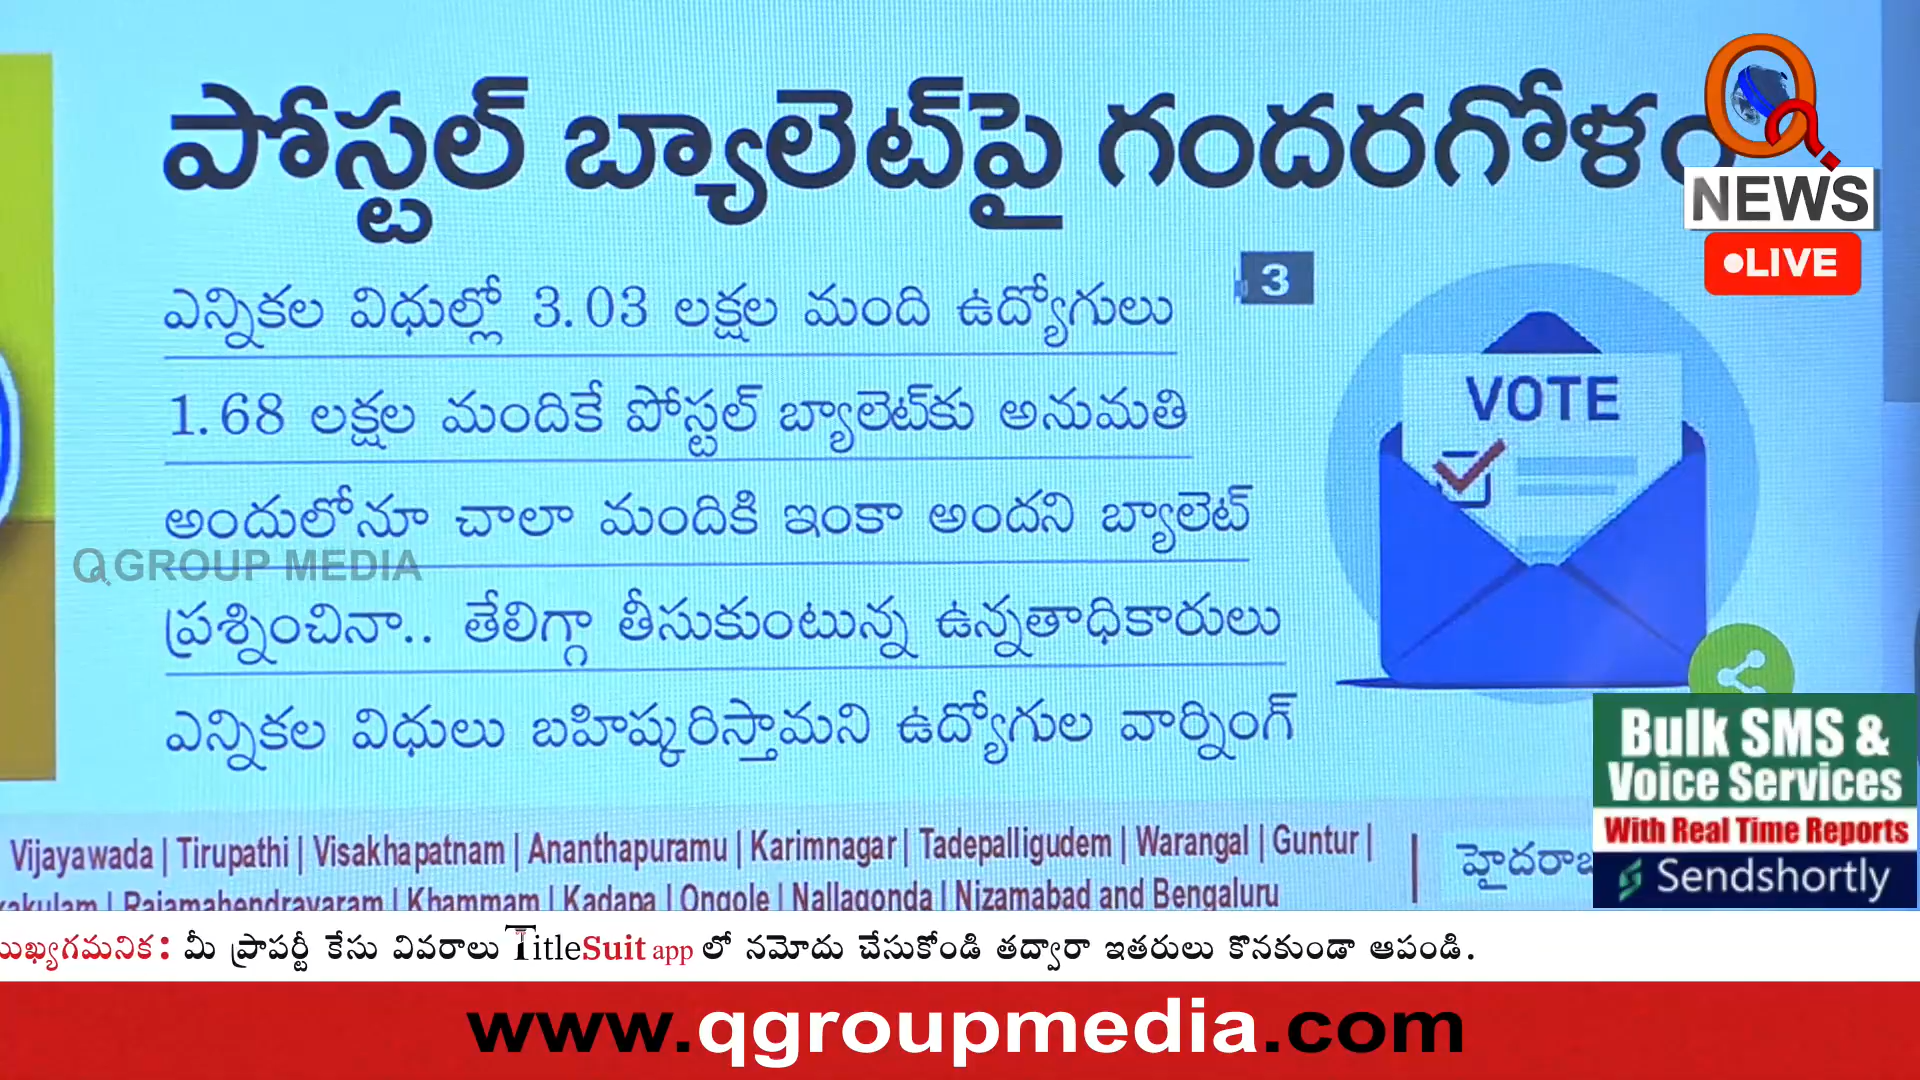 పోస్టల్ బ్యాలెట్‌పై గందరగోళం
NEWS
LIVE
3
ఎన్నికల విధుల్లో 3.03 లక్షల మంది ఉద్యోగులు
1.68 లక్షల మందికే పోస్టల్ బ్యాలెట్‌కు అనుమతి
అందులోనూ చాలా మందికి ఇంకా అందని బ్యాలెట్
ప్రశ్నించినా.. తేలిగ్గా తీసుకుంటున్న ఉన్నతాధికారులు
ఎన్నికల విధులు బహిష్కరిస్తామని ఉద్యోగుల వార్నింగ్
VOTE
QGROUP MEDIA
Bulk SMS &
Voice Services
With Real Time Reports
Sendshortly
Vijayawada | Tirupathi | Visakhapatnam | Ananthapuramu | Karimnagar | Tadepalligudem | Warangal | Guntur |
Rajamahendravaram | Khammam | Kadapa | Ongole | Nallagonda | Nizamabad and Bengaluru
ముఖ్యగమనిక: మీ ప్రాపర్టీ కేసు వివరాలు TitleSuit app లో నమోదు చేసుకోండి తద్వారా ఇతరులు కొనకుండా ఆపండి.
www.qgroupmedia.com